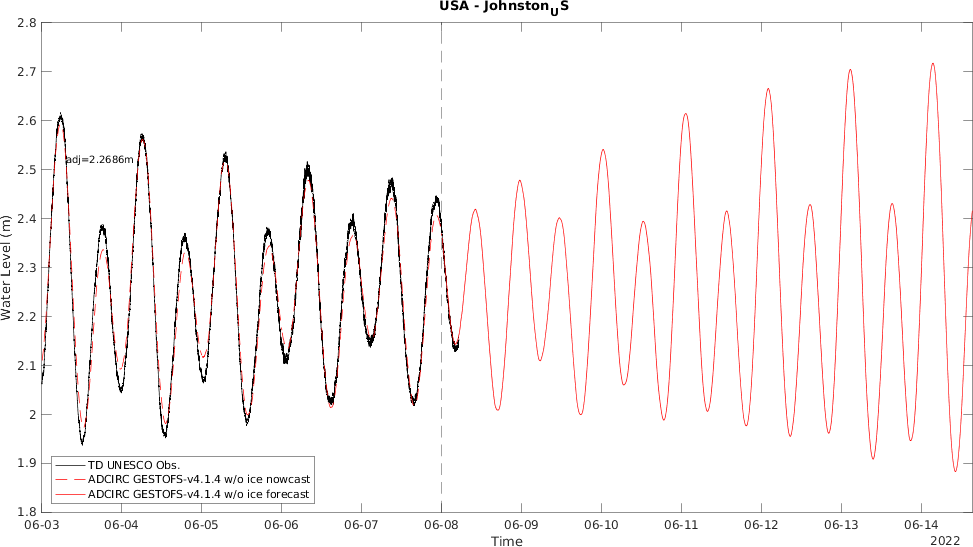 USA - Johnston_US
2.8
2.7
2.6
2.5
2.4
2.3
2.2
2.1
2
1.9
1.8
Water Level (m)
adj=2.2686m
TD UNESCO Obs.
ADCIRC GESTOFS-v4.1.4 w/o ice nowcast
ADCIRC GESTOFS-v4.1.4 w/o ice forecast
06-03 06-04 06-05 06-06 06-07 06-08 06-09 06-10 06-11 06-12 06-13 06-14
Time
2022